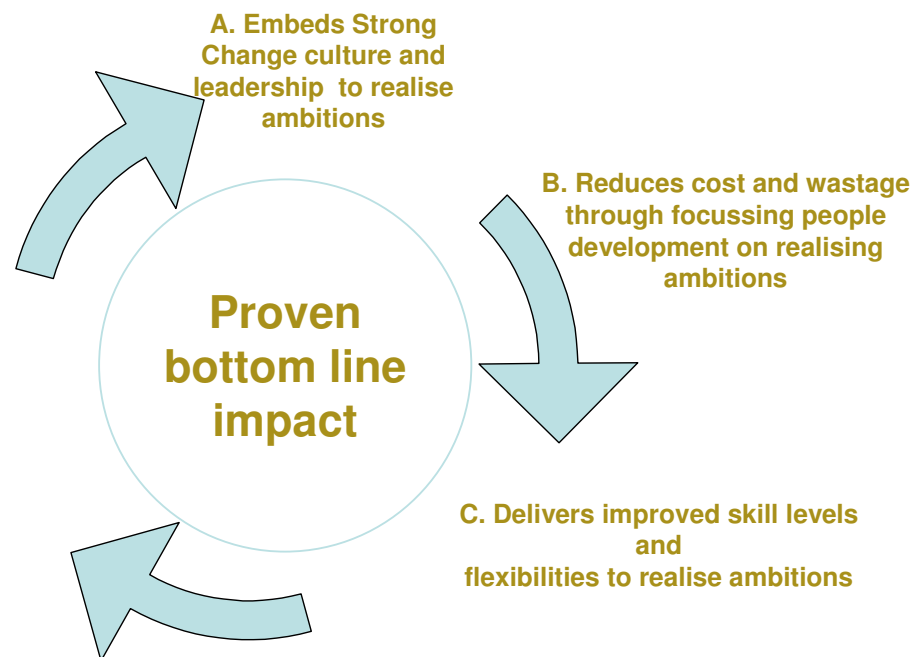 A. Embeds Strong
Change culture and
leadership to realise
ambitions
B. Reduces cost and wastage
through focussing people
development on realising
ambitions
Proven
bottom line
impact
C. Delivers improved skill levels
and
flexibilities to realise ambitions